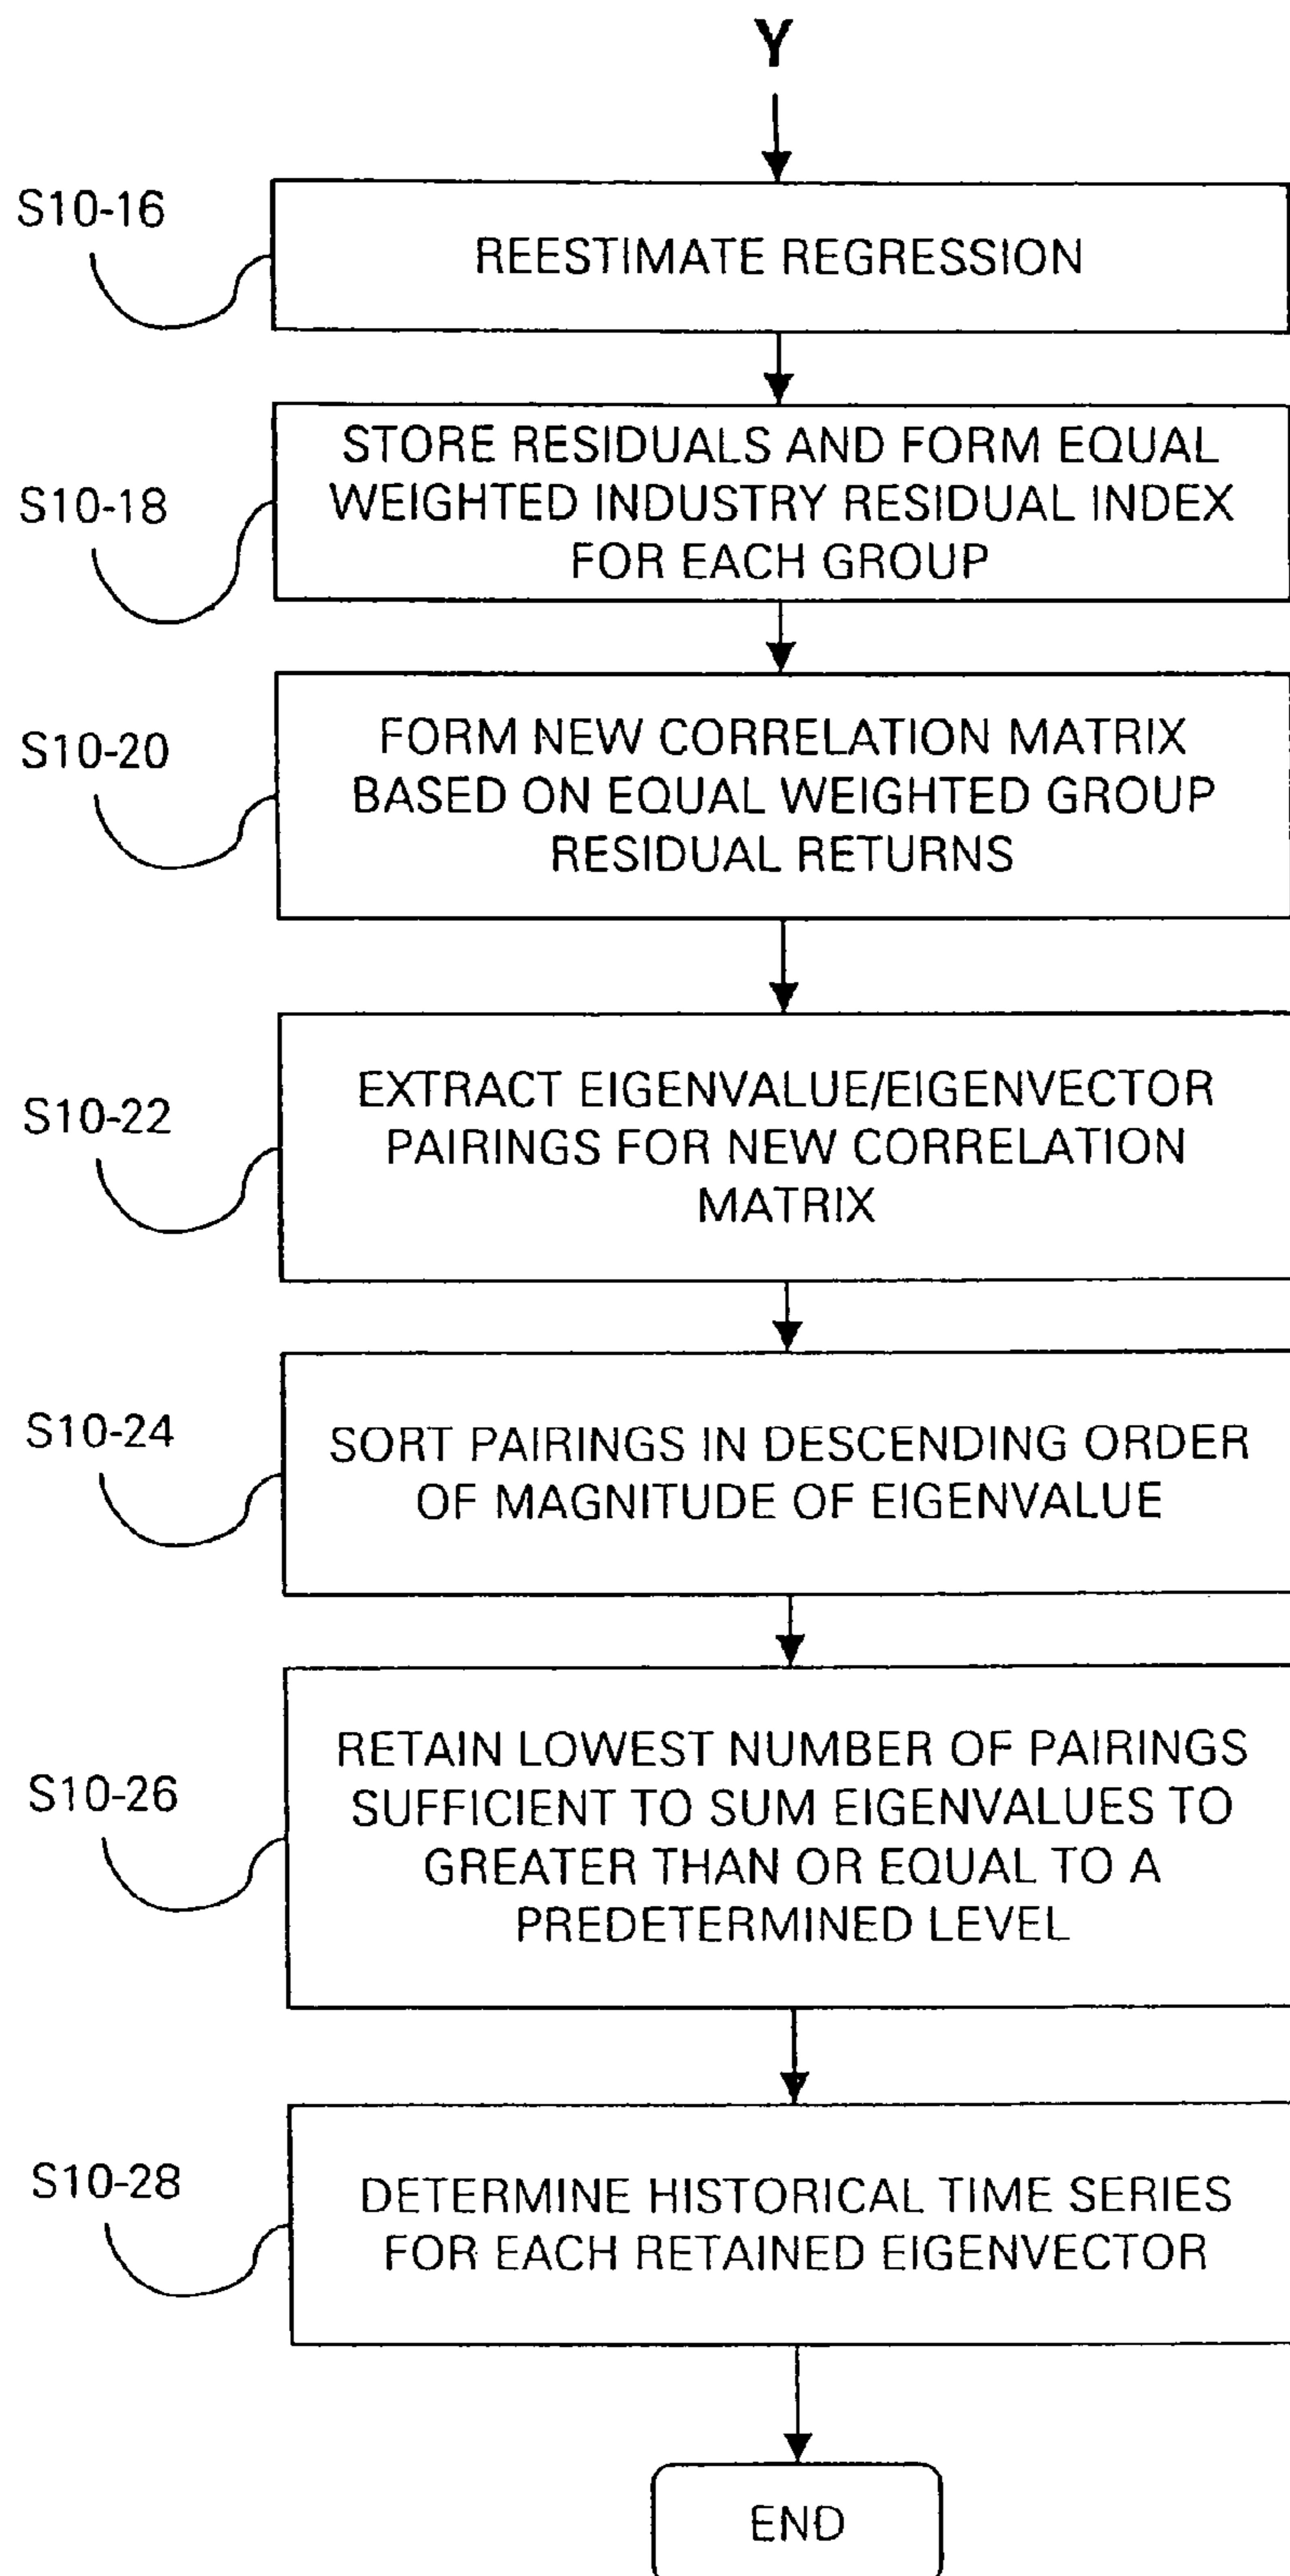 Y
S10-16
REESTIMATE REGRESSION
S10-18
STORE RESIDUALS AND FORM EQUAL
WEIGHTED INDUSTRY RESIDUAL INDEX
FOR EACH GROUP
S10-20
FORM NEW CORRELATION MATRIX
BASED ON EQUAL WEIGHTED GROUP
RESIDUAL RETURNS
S10-22
EXTRACT EIGENVALUE/EIGENVECTOR
PAIRINGS FOR NEW CORRELATION
MATRIX
S10-24
SORT PAIRINGS IN DESCENDING ORDER
OF MAGNITUDE OF EIGENVALUE
S10-26
RETAIN LOWEST NUMBER OF PAIRINGS
SUFFICIENT TO SUM EIGENVALUES TO
GREATER THAN OR EQUAL TO A
PREDETERMINED LEVEL
S10-28
DETERMINE HISTORICAL TIME SERIES
FOR EACH RETAINED EIGENVECTOR
END